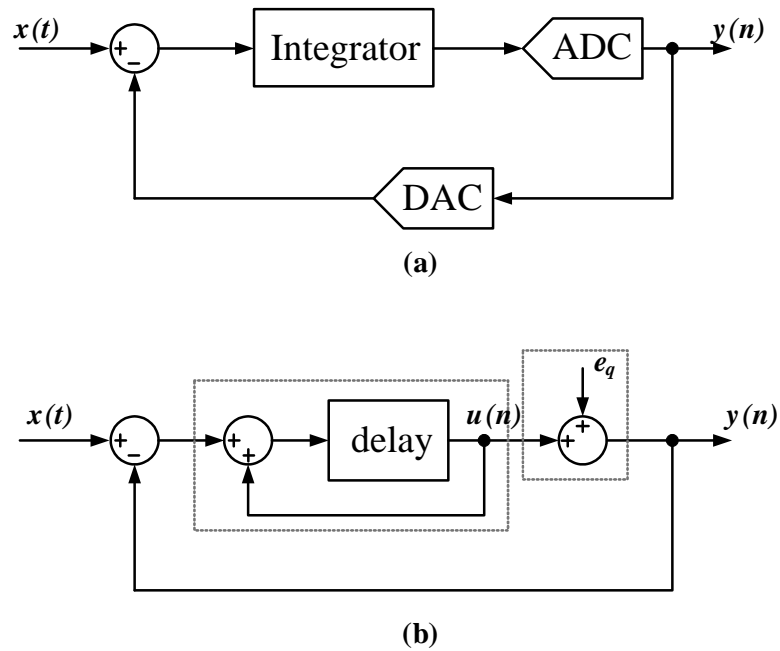 x(t)
+
−
Integrator
ADC
y(n)
DAC
(a)
x(t)
+
−
+
+
delay
u(n)
e_q
+
+
y(n)
(b)